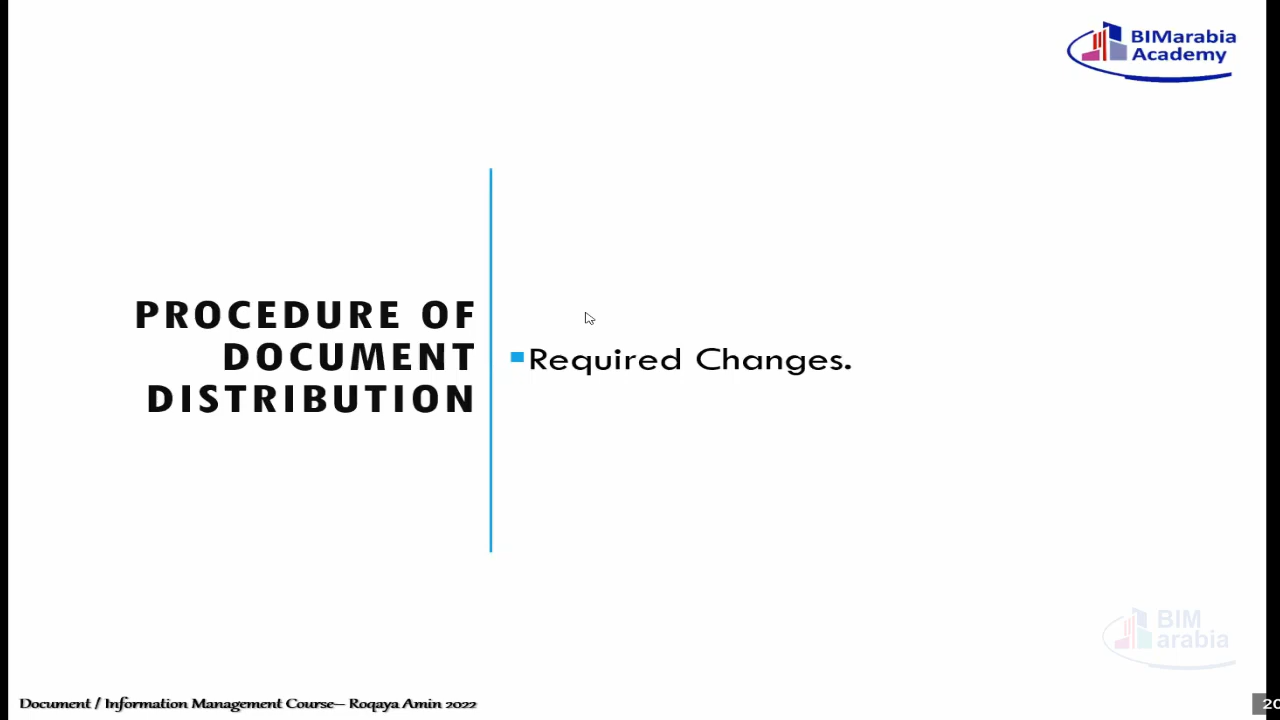 BIMarabia
Academy
PROCEDURE OF
DOCUMENT
DISTRIBUTION
Required Changes.
BIM
arabia
Document / Information Management Course– Roqaya Amin 2022
20